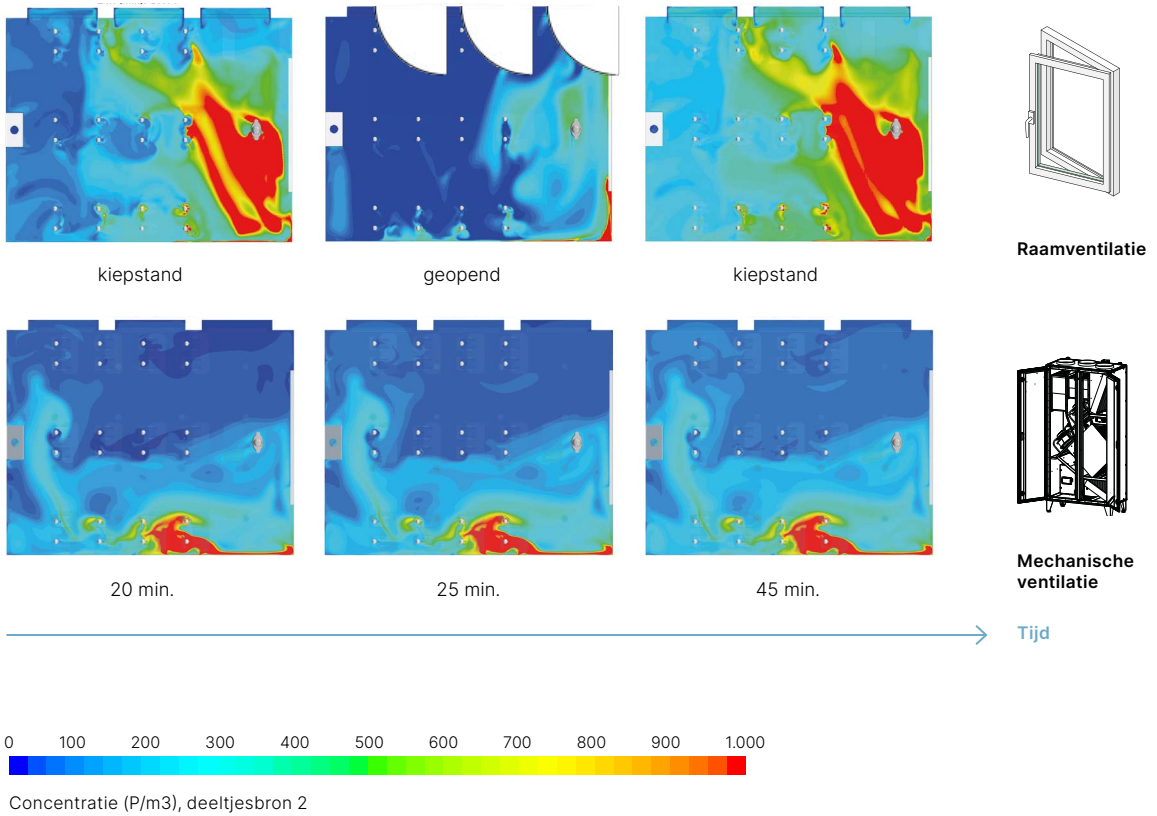 kiepstand geopend kiepstand
Raamventilatie
20 min. 25 min. 45 min.
Mechanische
ventilatie
Tijd
0 100 200 300 400 500 600 700 800 900 1.000
Concentratie (P/m3), deeltjesbron 2